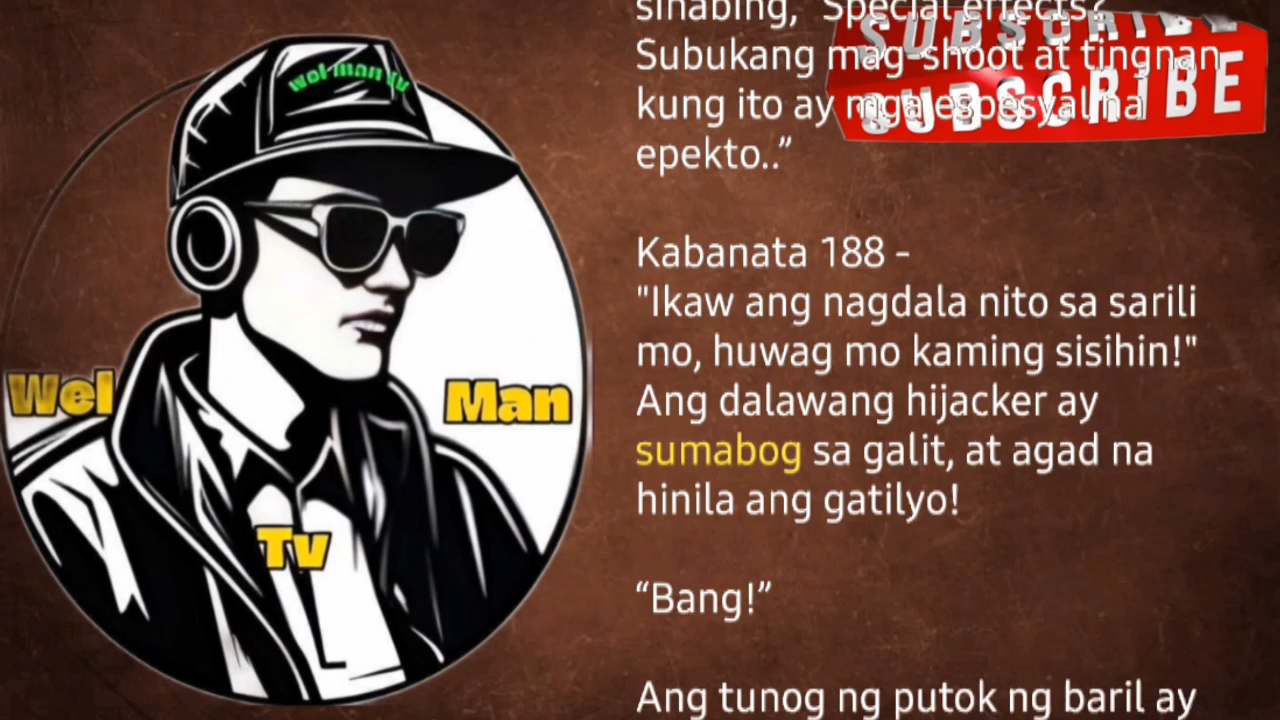 wel man tv
Wel
Man
Tv
sinabing, “Special effects?
Subukang mag-shoot at tingnan
kung ito ay mga espesyal na
epekto..”
SUBSCRIBE
SUBSCRIBE
Kabanata 188 -
"Ikaw ang nagdala nito sa sarili
mo, huwag mo kaming sisihin!"
Ang dalawang hijacker ay
sumabog sa galit, at agad na
hinila ang gatilyo!
“Bang!”
Ang tunog ng putok ng baril ay